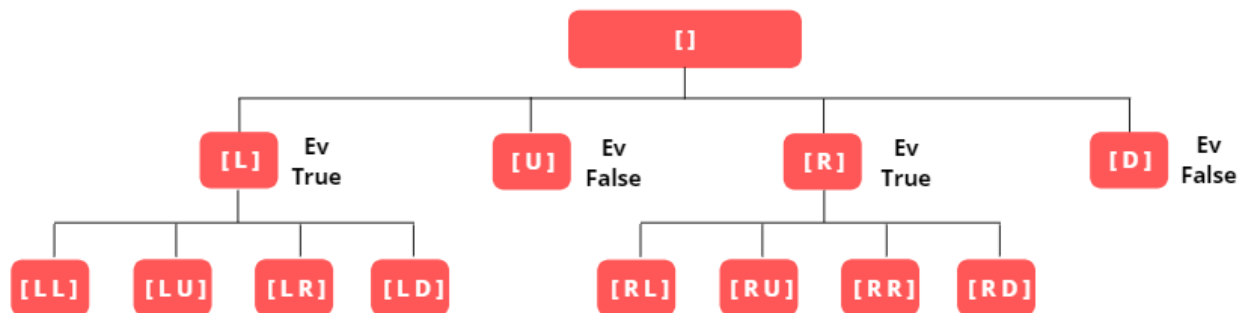 []
[L] Ev True
[U] Ev False
[R] Ev True
[D] Ev False
[LL] [LU] [LR] [LD] [RL] [RU] [RR] [RD]